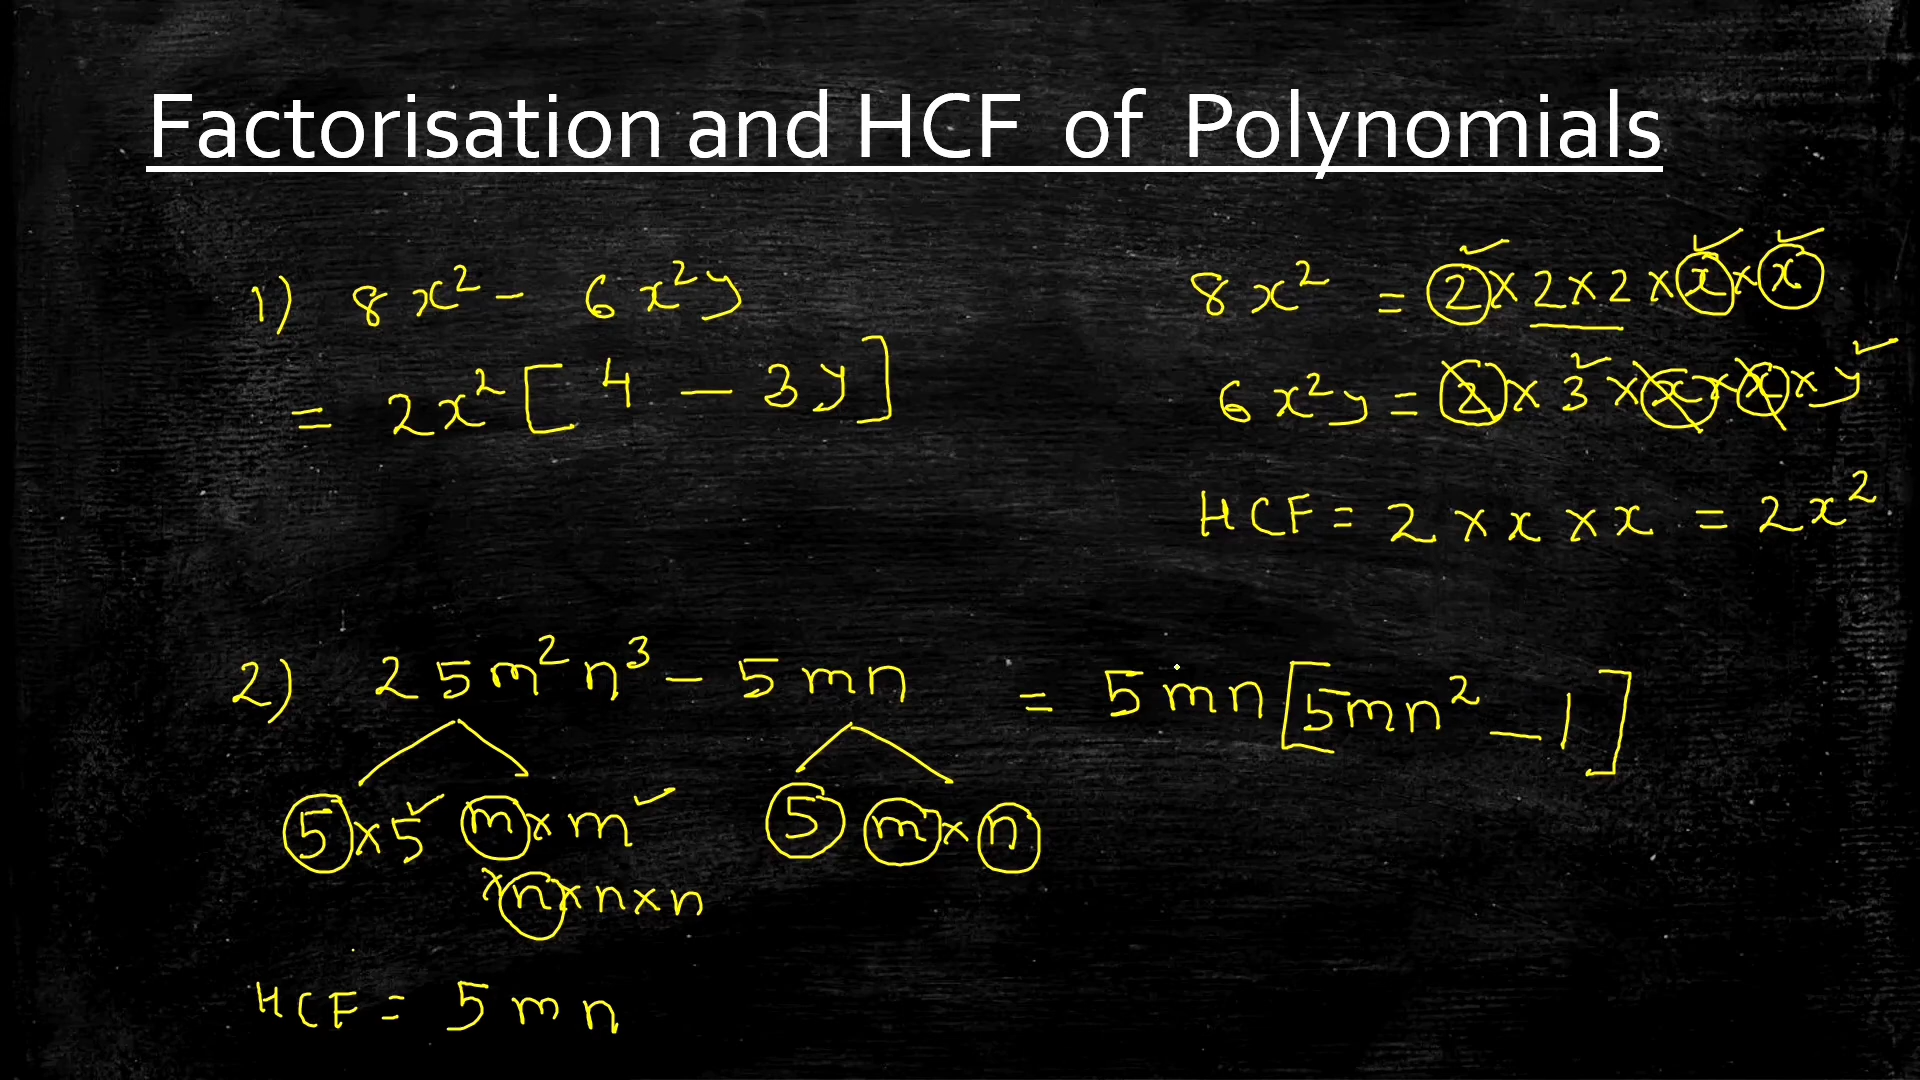 Factorisation and HCF of Polynomials
1) 8x² - 6x²y
= 2x² [4 - 3y]
8x² = 2 × 2 × 2 × x × x
6x²y = 2 × 3 × x × x × y
HCF = 2 × x × x = 2x²
2) 25m²n³ - 5mn = 5mn [5mn² - 1]
5 × 5 m × m
× n × n × n
5 m × n
HCF = 5mn